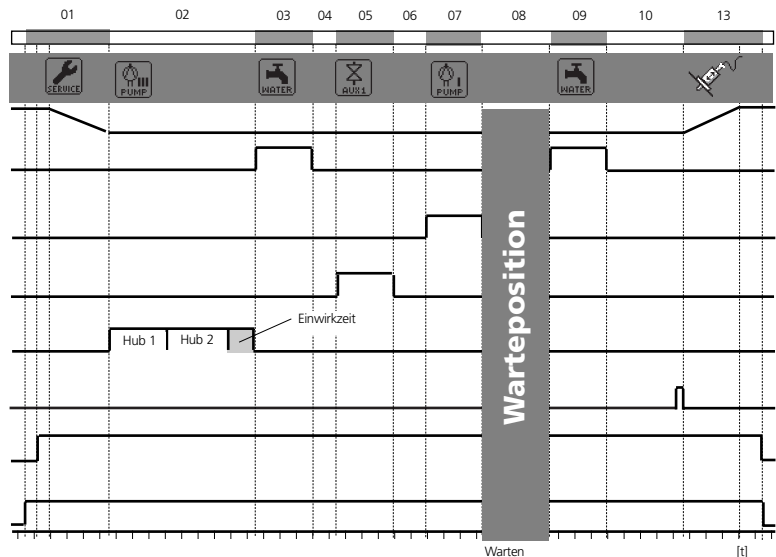 01 02 03 04 05 06 07 08 09 10 13
SERVICE PUMP WATER AUX1 PUMP WATER
Warteposition
Einwirkzeit
Hub 1 Hub 2
Warten [t]